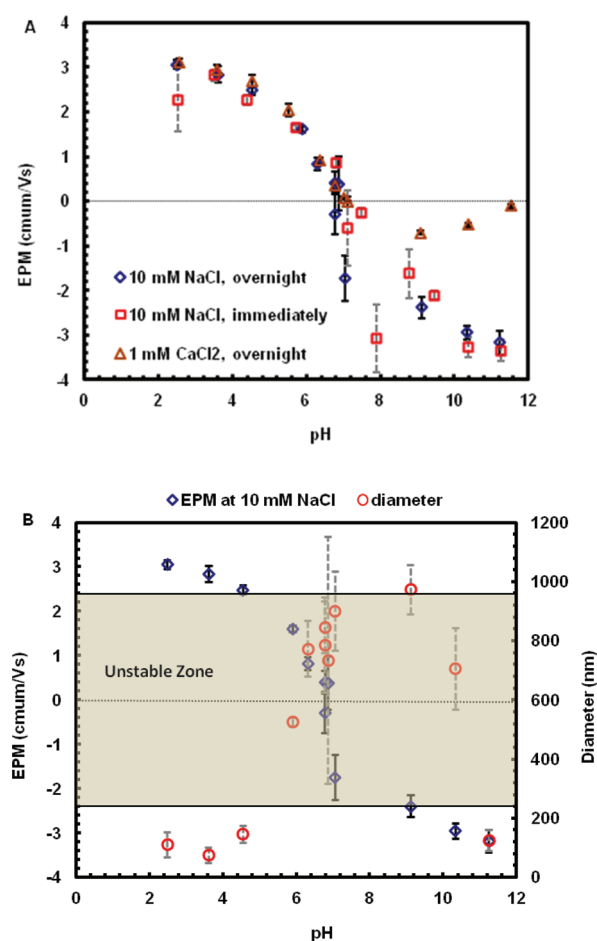 A
4
3
2
1
0
-1
-2
-3
-4
EPM (cmum/Vs)
10 mM NaCl, overnight
10 mM NaCl, immediately
1 mM CaCl2, overnight
0 2 4 6 8 10 12
pH
EPM at 10 mM NaCl diameter
B
4 1200
3 1000
2 800
1
0 600
-1 400
-2
-3 200
-4 0
EPM (cmum/Vs)
Unstable Zone
Diameter (nm)
0 2 4 6 8 10 12
pH